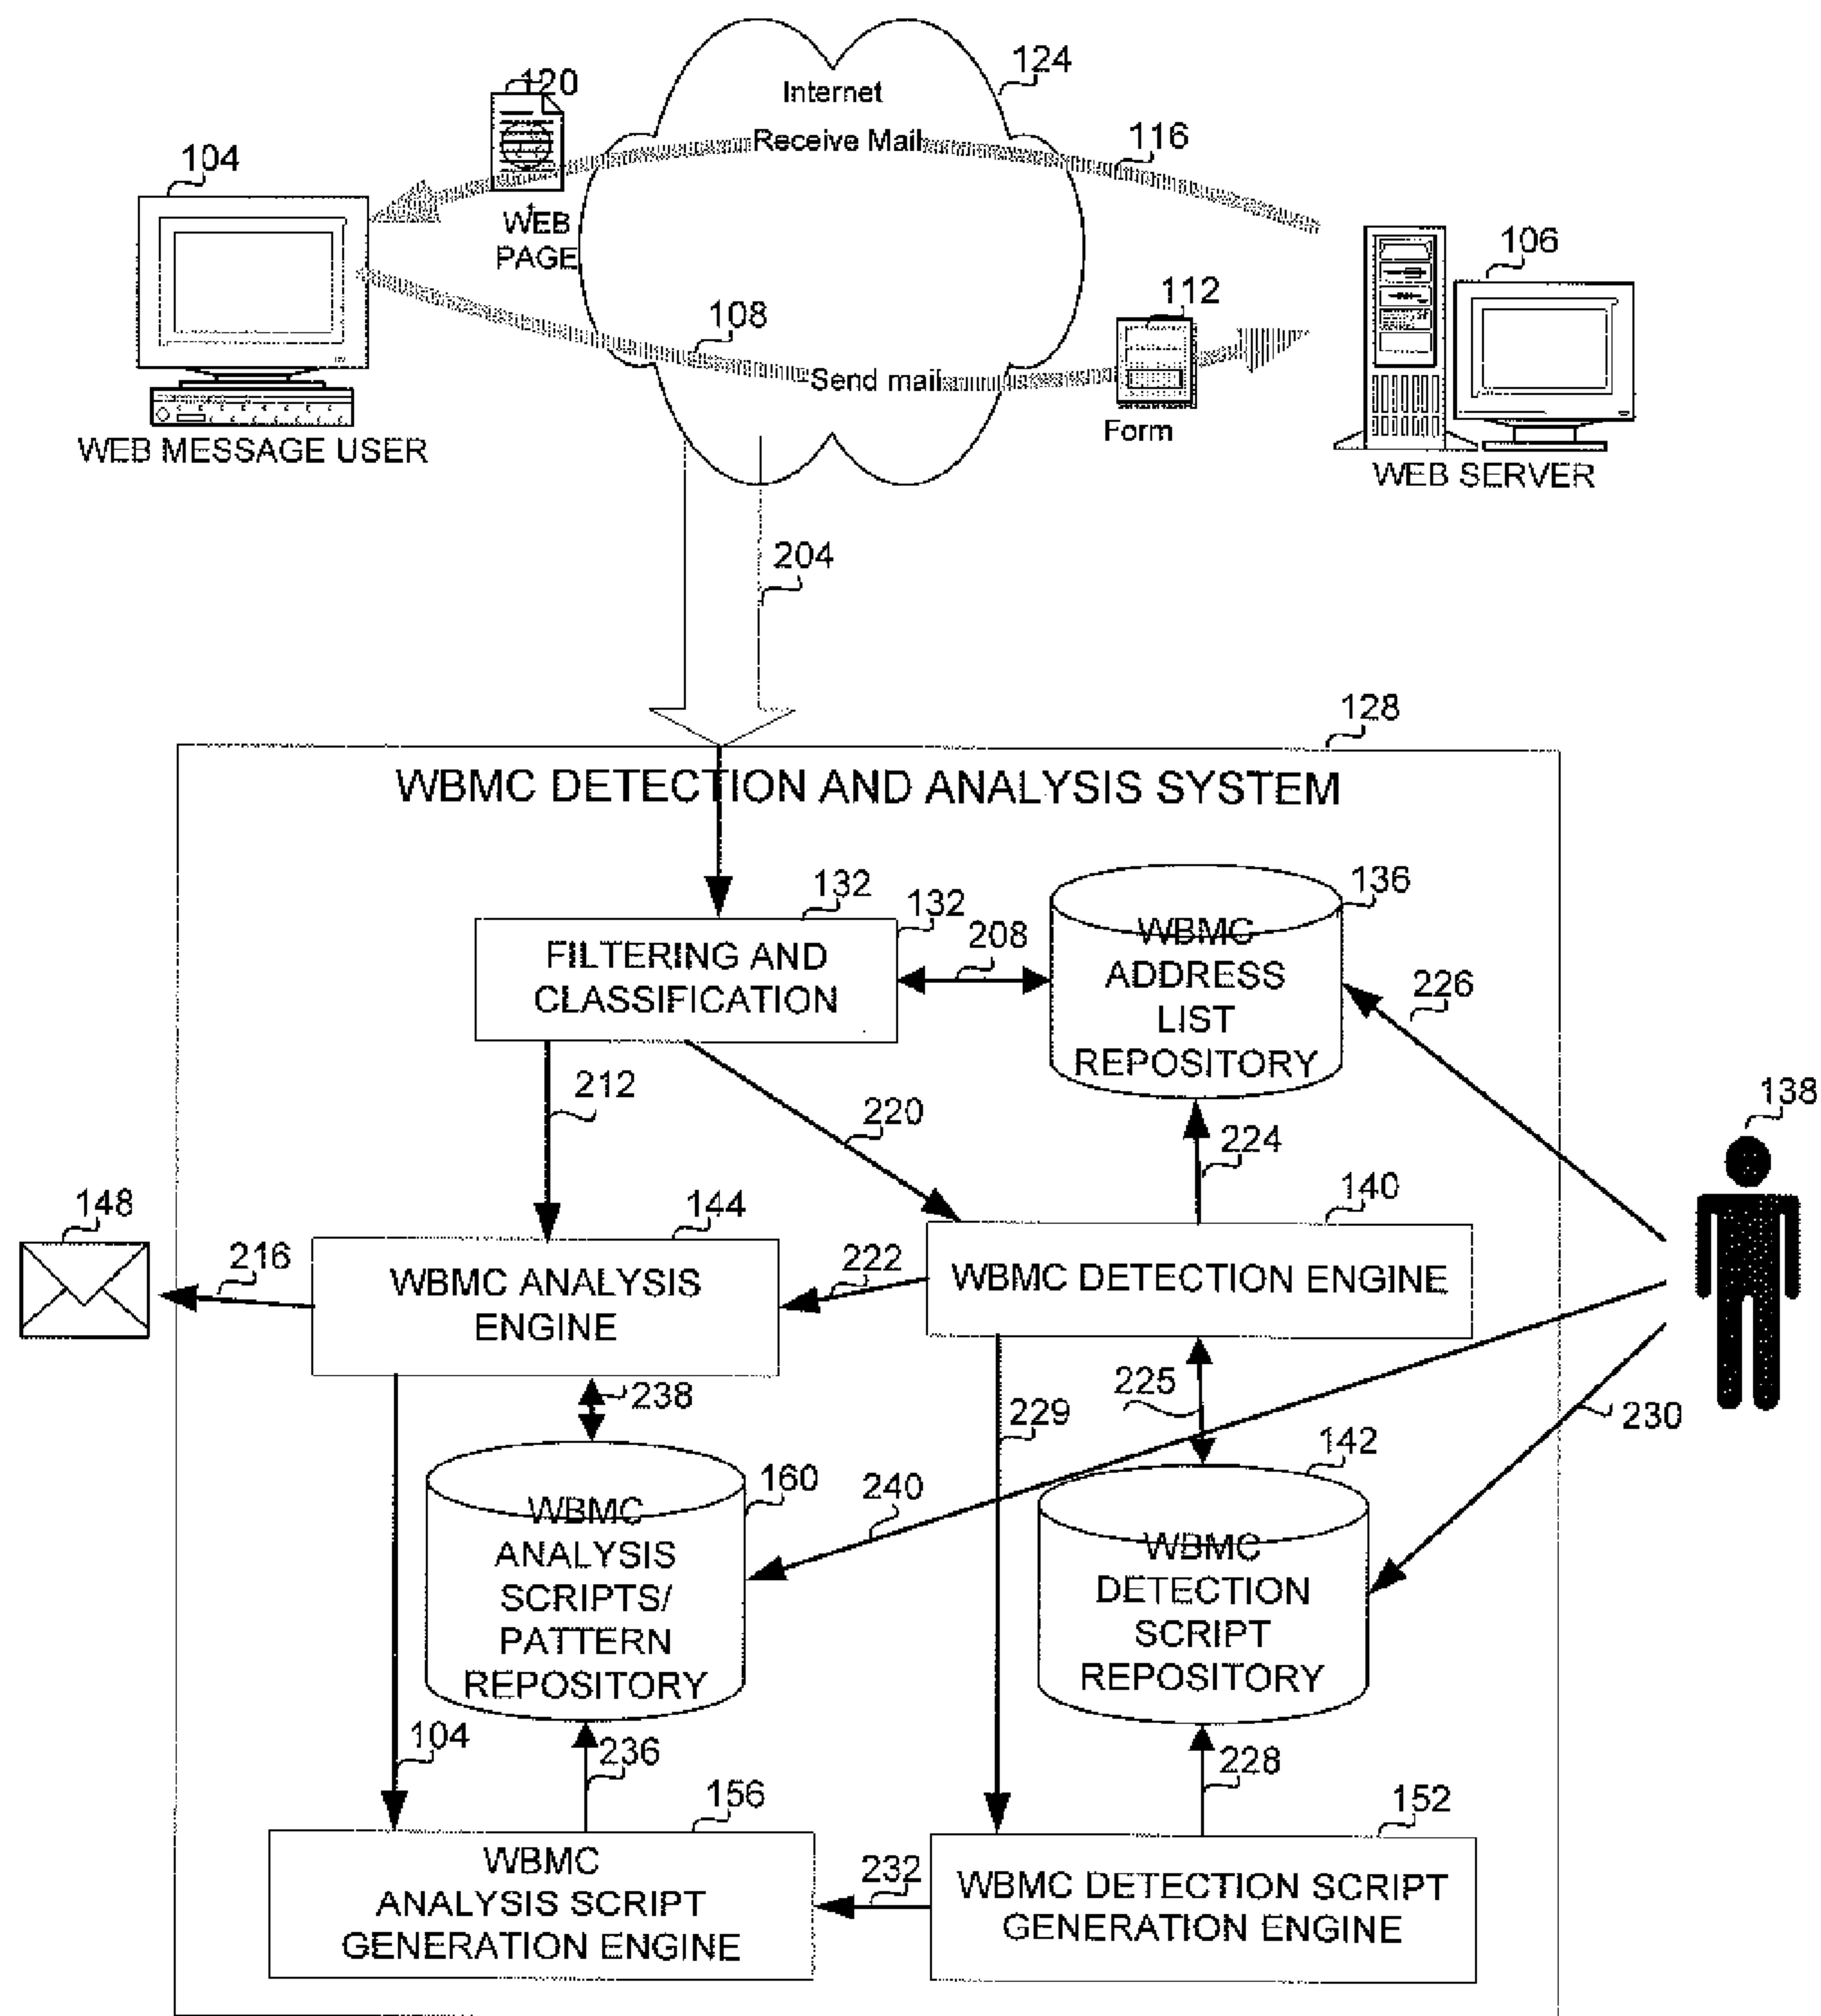 124
120
Internet
Receive Mail
116
104
WEB
PAGE
106
112
108
Send mail
Form
WEB MESSAGE USER
WEB SERVER
204
128
WBMC DETECTION AND ANALYSIS SYSTEM
132
132
136
FILTERING AND
CLASSIFICATION
208
WBMC
ADDRESS
LIST
REPOSITORY
226
212
220
224
138
148
144
140
216
WBMC ANALYSIS
ENGINE
222
WBMC DETECTION ENGINE
238
225
229
230
142
160
240
WBMC
ANALYSIS
SCRIPTS/
PATTERN
REPOSITORY
WBMC
DETECTION
SCRIPT
REPOSITORY
104
236
228
156
152
WBMC
ANALYSIS SCRIPT
GENERATION ENGINE
232
WBMC DETECTION SCRIPT
GENERATION ENGINE